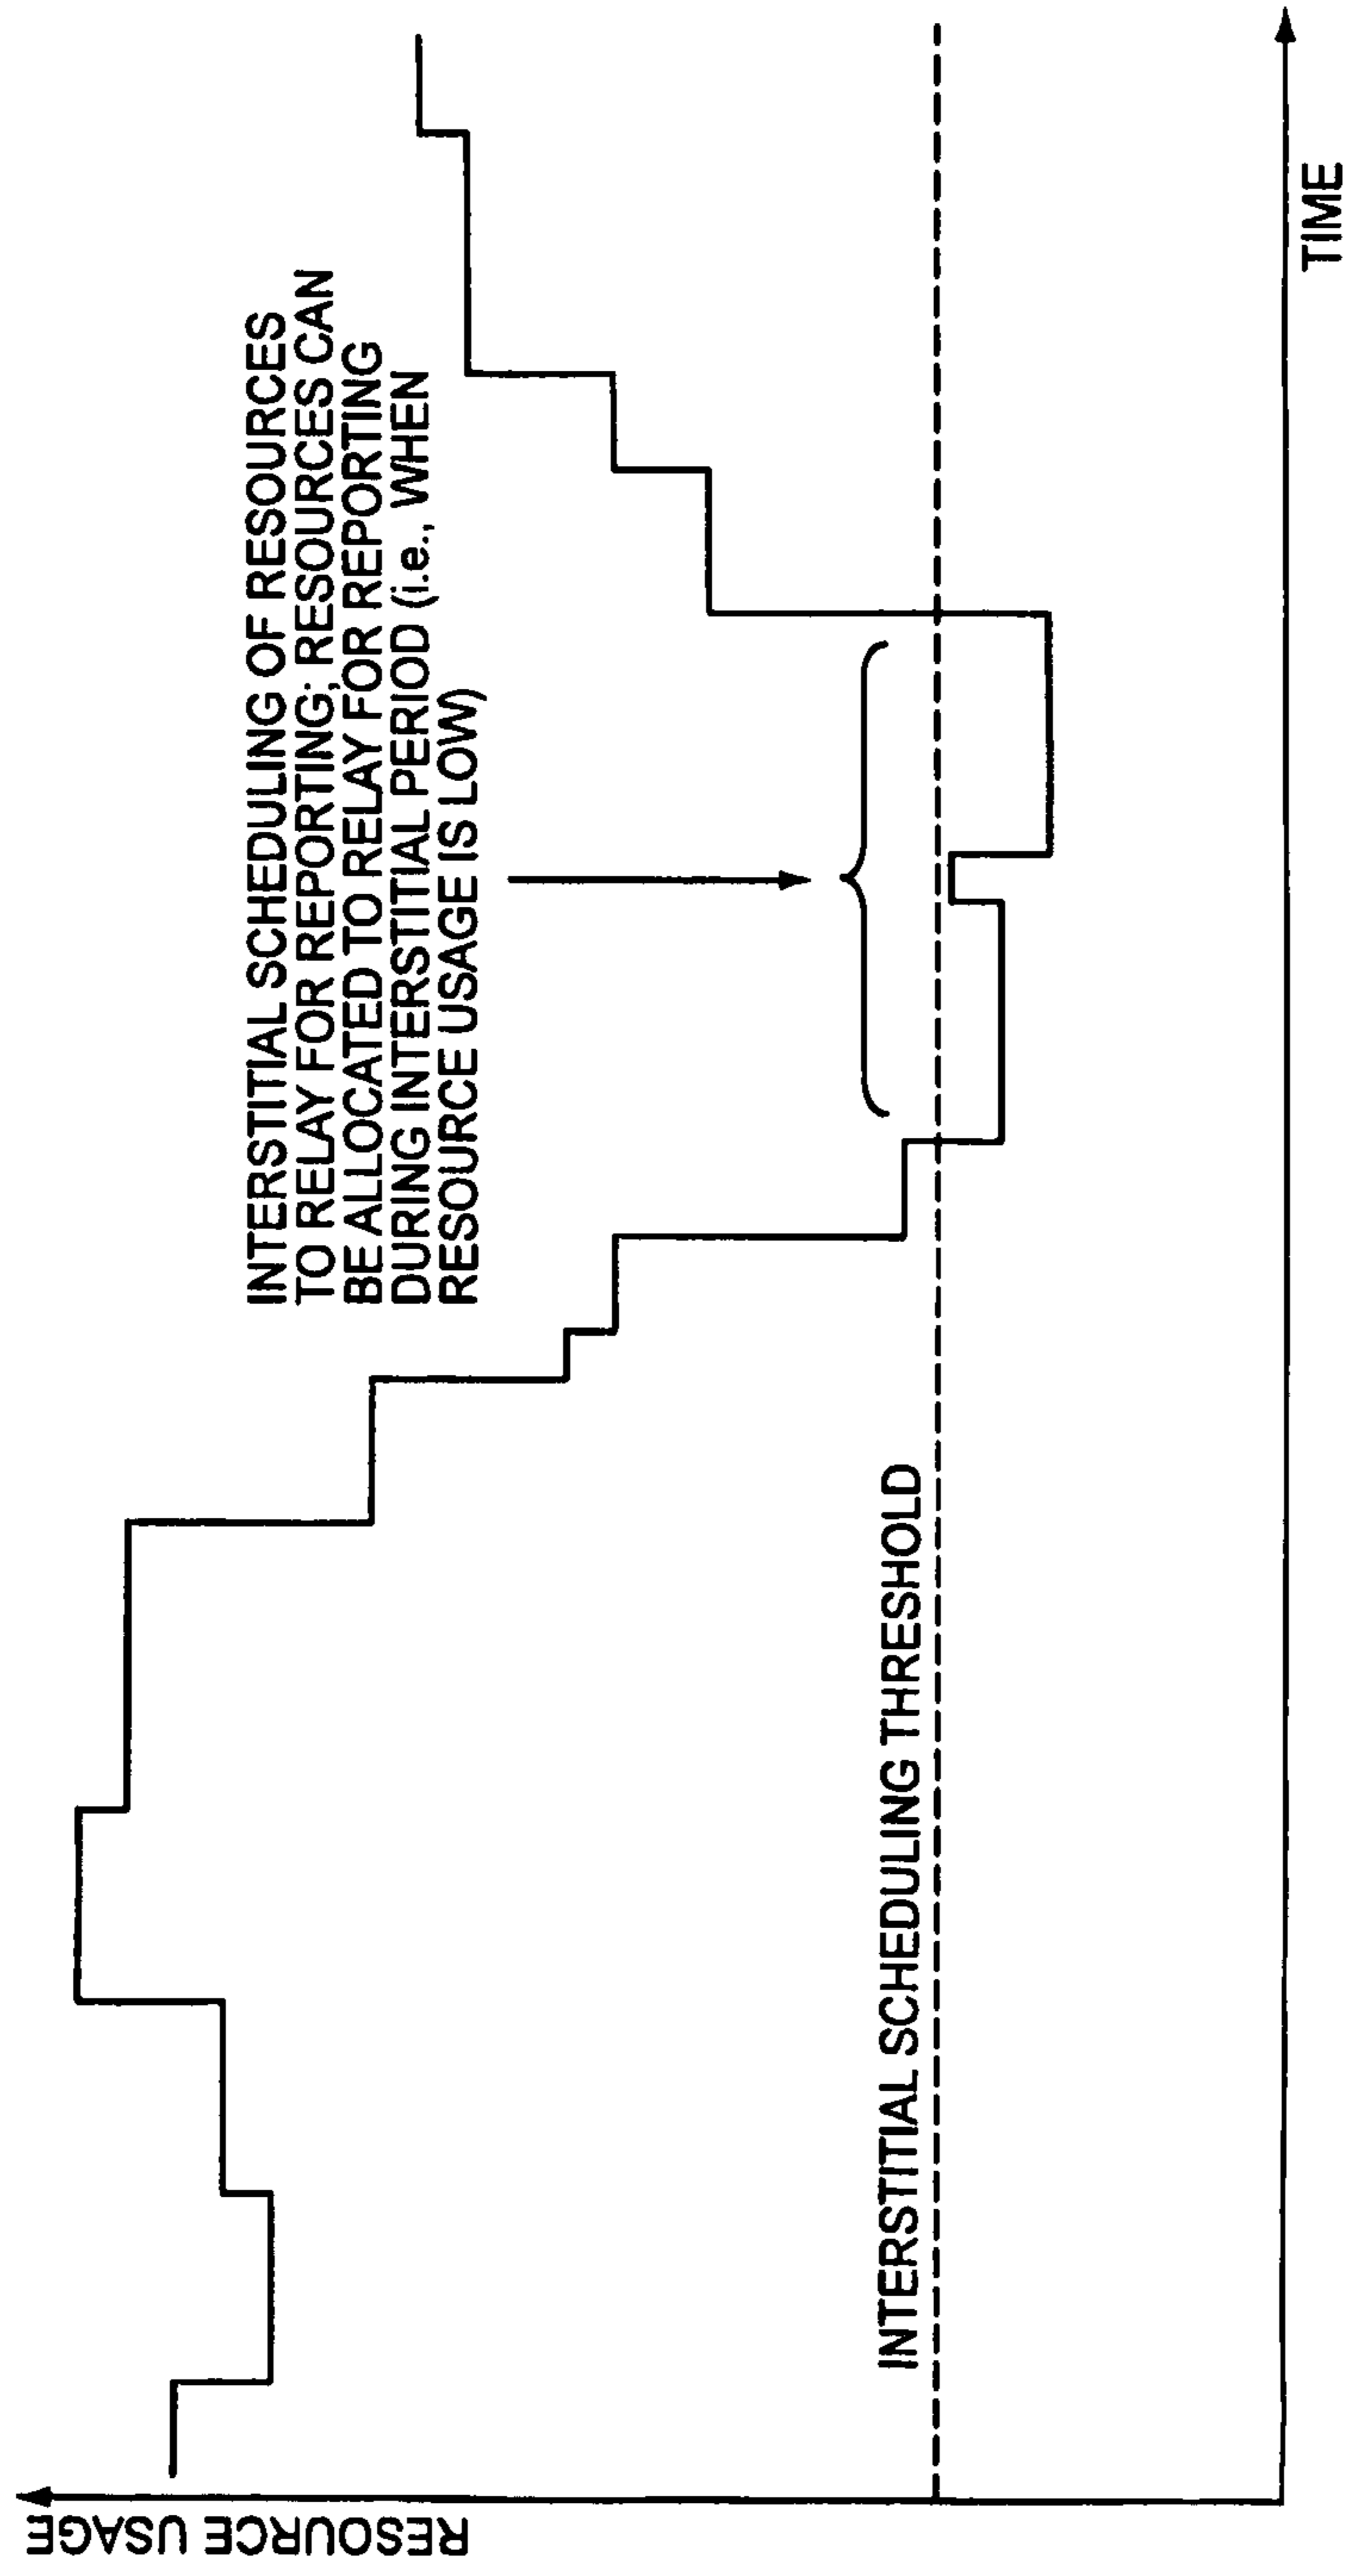 RESOURCE USAGE
INTERSTITIAL SCHEDULING OF RESOURCES
TO RELAY FOR REPORTING; RESOURCES CAN
BE ALLOCATED TO RELAY FOR REPORTING
DURING INTERSTITIAL PERIOD (i.e., WHEN
RESOURCE USAGE IS LOW)
INTERSTITIAL SCHEDULING THRESHOLD
TIME